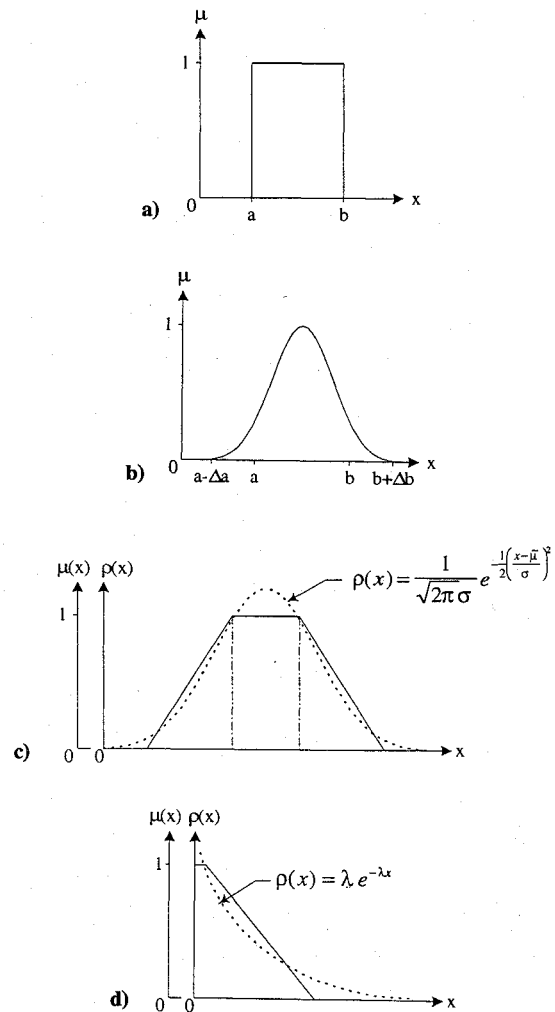 μ
1
0
a b x
a)
μ
1
0
a-Δa a b b+Δb x
b)
μ(x) ρ(x)
ρ(x) = 1/(√2π σ) e^{-1/2((x-μ̃)/σ)^2}
1
0 0 x
c)
μ(x) ρ(x)
1
ρ(x) = λ e^{-λx}
0 0 x
d)